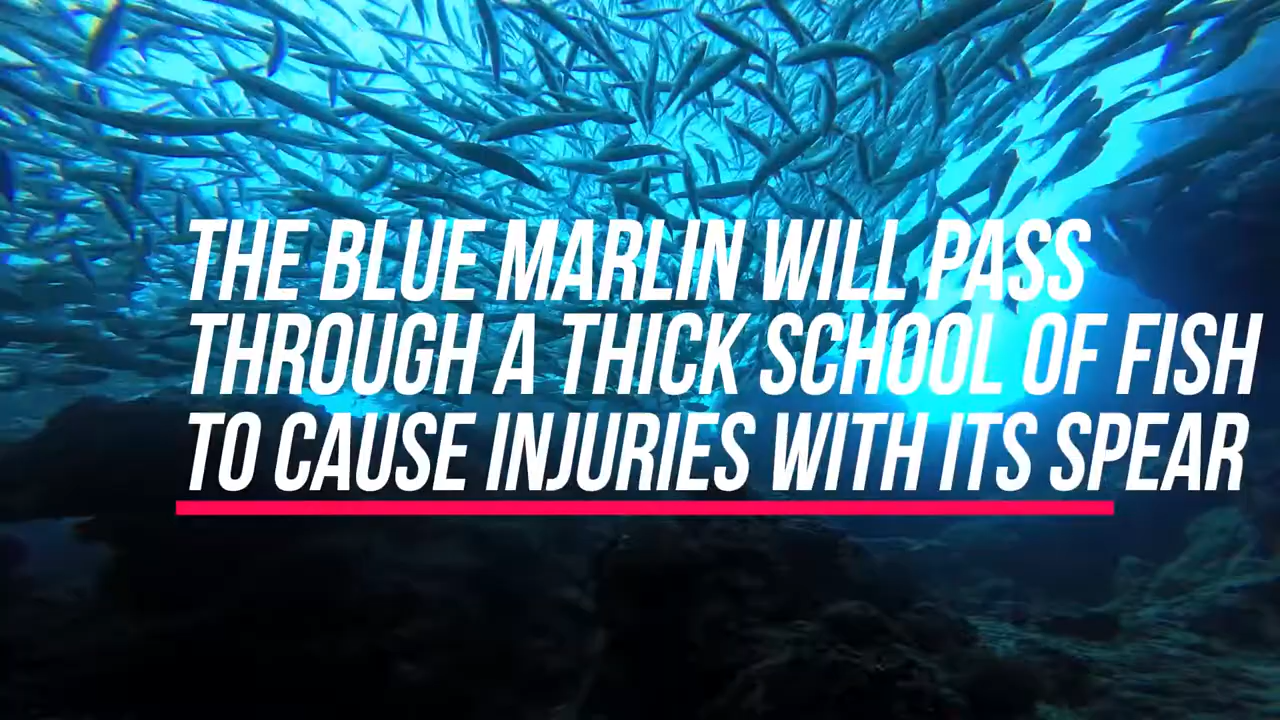 THE BLUE MARLIN WILL PASS
THROUGH A THICK SCHOOL OF FISH
TO CAUSE INJURIES WITH ITS SPEAR